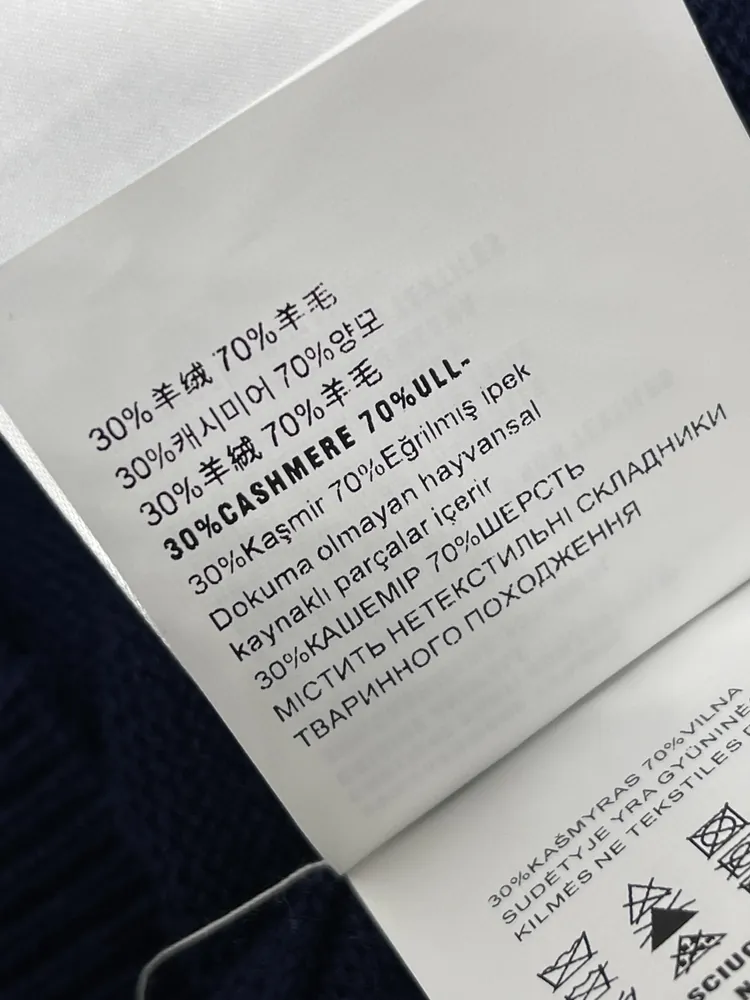 30%羊绒 70%羊毛
30%캐시미어 70%양모
30%羊絨 70%羊毛
30%CASHMERE 70%ULL-
30%Kaşmir 70%Eğrilmiş ipek
Dokuma olmayan hayvansal
kaynaklı parçalar içerir
30%КАШЕМІР 70%ШЕРСТЬ
МІСТИТЬ НЕТЕКСТИЛЬНІ СКЛАДНИКИ
ТВАРИННОГО ПОХОДЖЕННЯ
30%KAŠMYRAS 70%VILNA
SUDĖTYJE YRA GYŪNINĖ
KILMĖS NE TEKSTILĖS